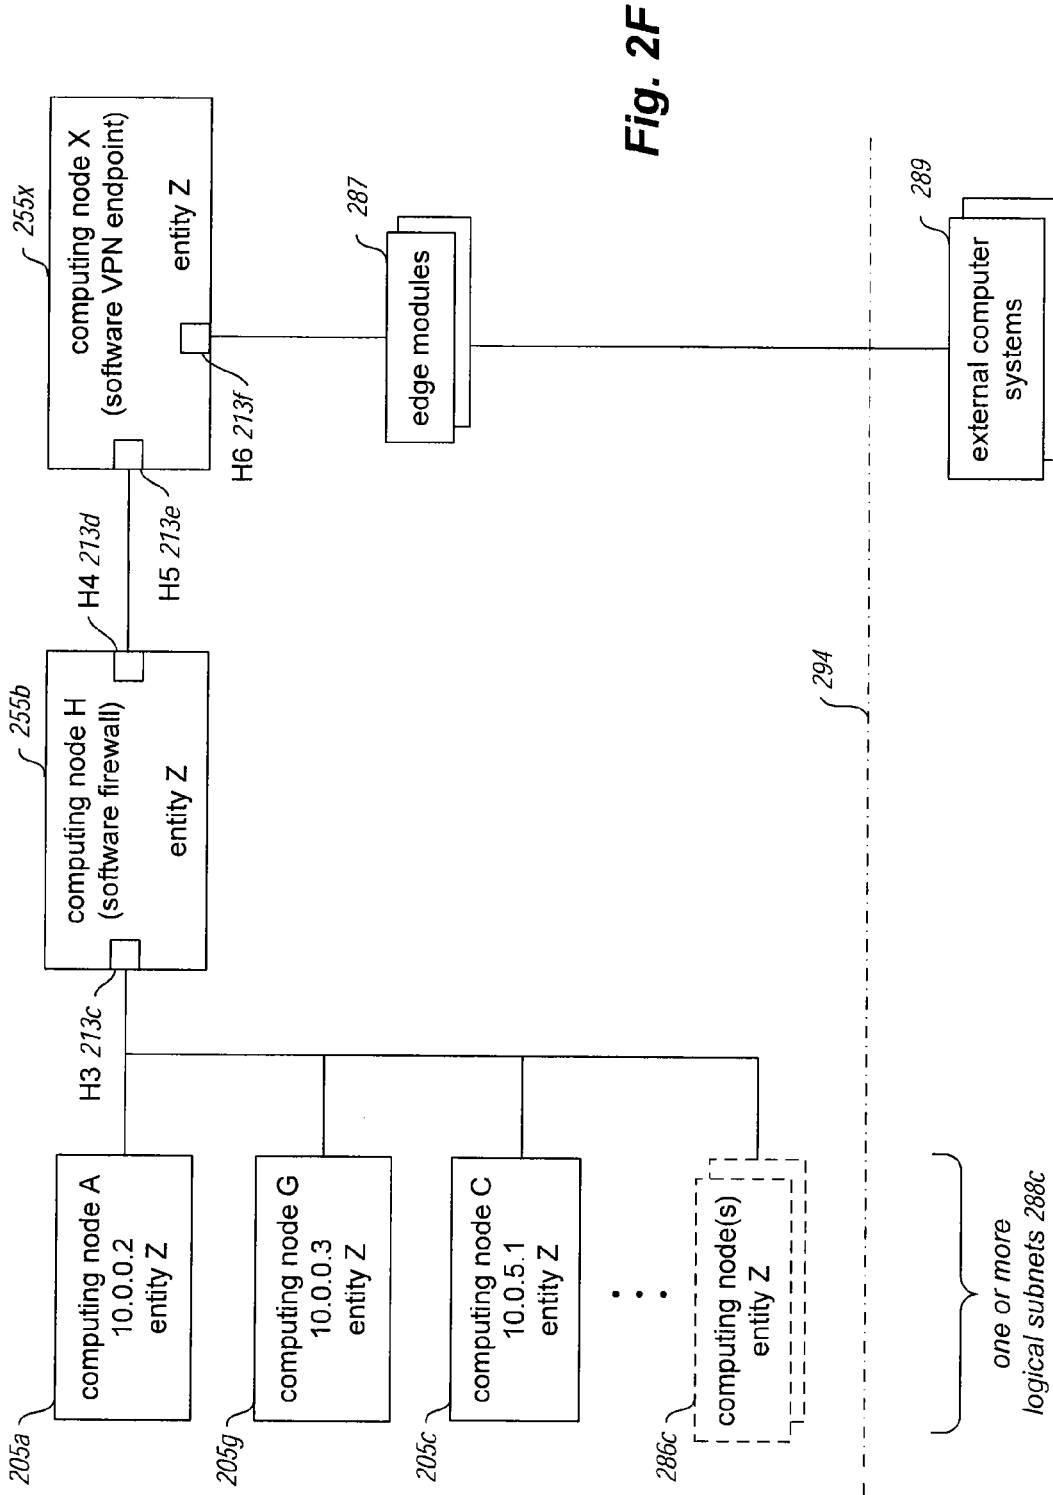 205a
computing node A
10.0.0.2
entity Z
205g
computing node G
10.0.0.3
entity Z
205c
computing node C
10.0.5.1
entity Z
286c
computing node(s)
entity Z
one or more
logical subnets 288c
H3 213c
255b
computing node H
(software firewall)
entity Z
H4 213d
H5 213e
255x
computing node X
(software VPN endpoint)
entity Z
H6 213f
287
edge modules
294
289
external computer
systems
Fig. 2F